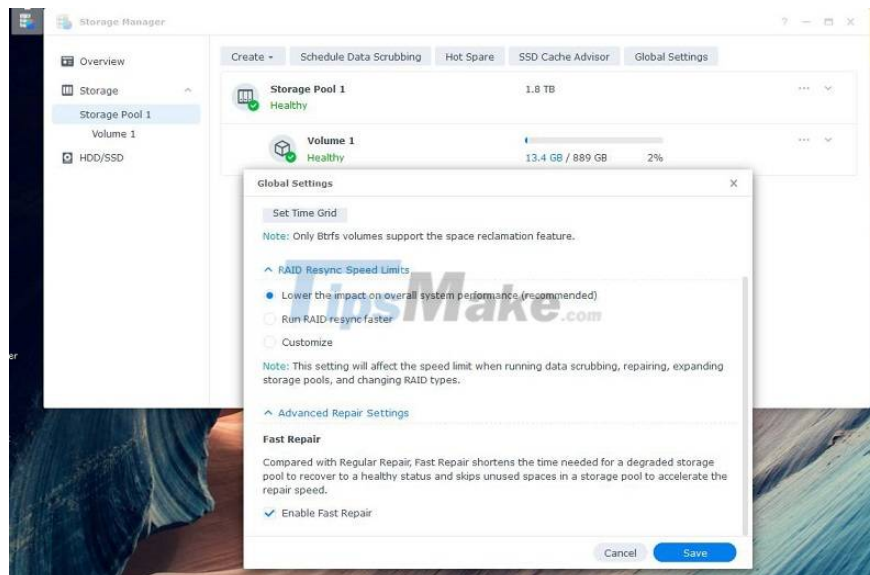 Storage Manager
Overview
Storage
Storage Pool 1
Volume 1
HDD/SSD
Create
Schedule Data Scrubbing
Hot Spare
SSD Cache Advisor
Global Settings
Storage Pool 1
1.8 TB
Healthy
Volume 1
Healthy
13.4 GB / 889 GB
2%
Global Settings
Set Time Grid
Note: Only Btrfs volumes support the space reclamation feature.
RAID Resync Speed Limits
Lower the impact on overall system performance (recommended)
Run RAID resync faster
Customize
TipsMake.com
Note: This setting will affect the speed limit when running data scrubbing, repairing, expanding
storage pools, and changing RAID types.
Advanced Repair Settings
Fast Repair
Compared with Regular Repair, Fast Repair shortens the time needed for a degraded storage
pool to recover to a healthy status and skips unused spaces in a storage pool to accelerate the
repair speed.
Enable Fast Repair
Cancel
Save
er